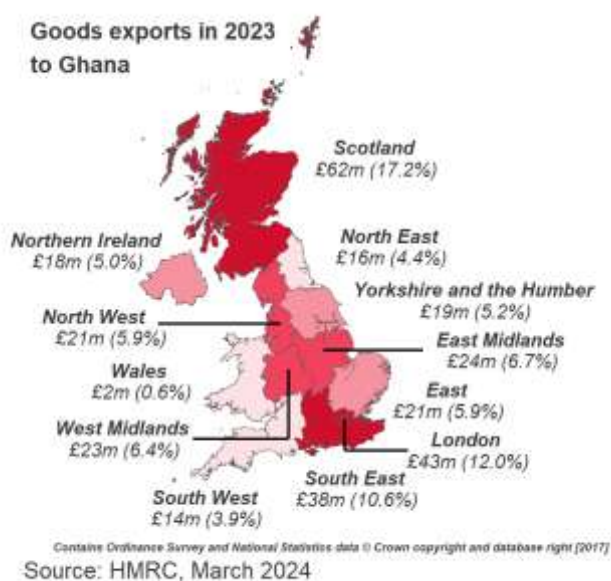 Goods exports in 2023
to Ghana
Scotland
£62m (17.2%)
Northern Ireland
£18m (5.0%)
North East
£16m (4.4%)
Yorkshire and the Humber
£19m (5.2%)
North West
£21m (5.9%)
East Midlands
£24m (6.7%)
Wales
£2m (0.6%)
East
£21m (5.9%)
West Midlands
£23m (6.4%)
London
£43m (12.0%)
South East
£38m (10.6%)
South West
£14m (3.9%)
Contains Ordinance Survey and National Statistics data © Crown copyright and database right [2017]
Source: HMRC, March 2024